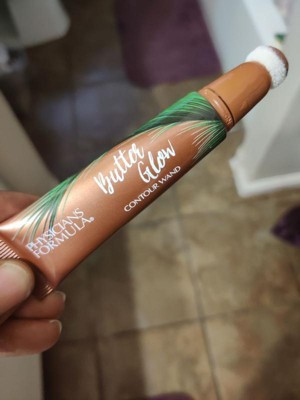 Butter
Glow
CONTOUR WAND
PHYSICIANS
FORMULA®